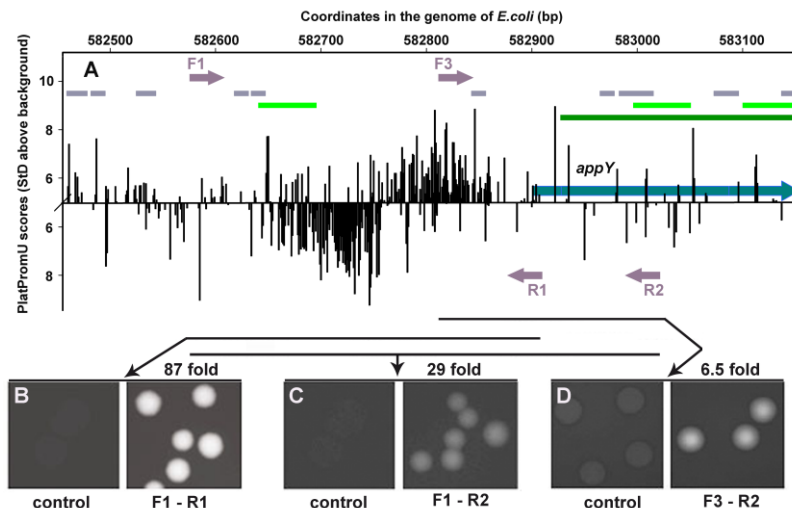 Coordinates in the genome of E.coli (bp)
582500 582600 582700 582800 582900 583000 583100
PlatPromU scores (StD above background)
A
F1 F3
10
8
6
appY
6
8
R1 R2
87 fold 29 fold 6.5 fold
B C D
control F1 - R1 control F1 - R2 control F3 - R2